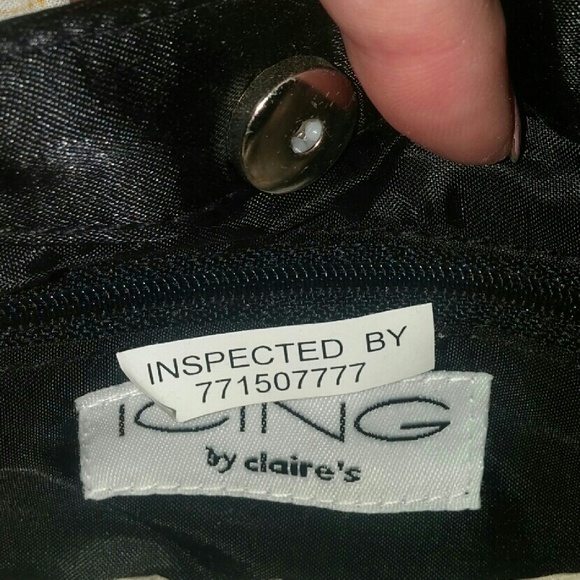 INSPECTED BY
771507777
ICING
by claire's